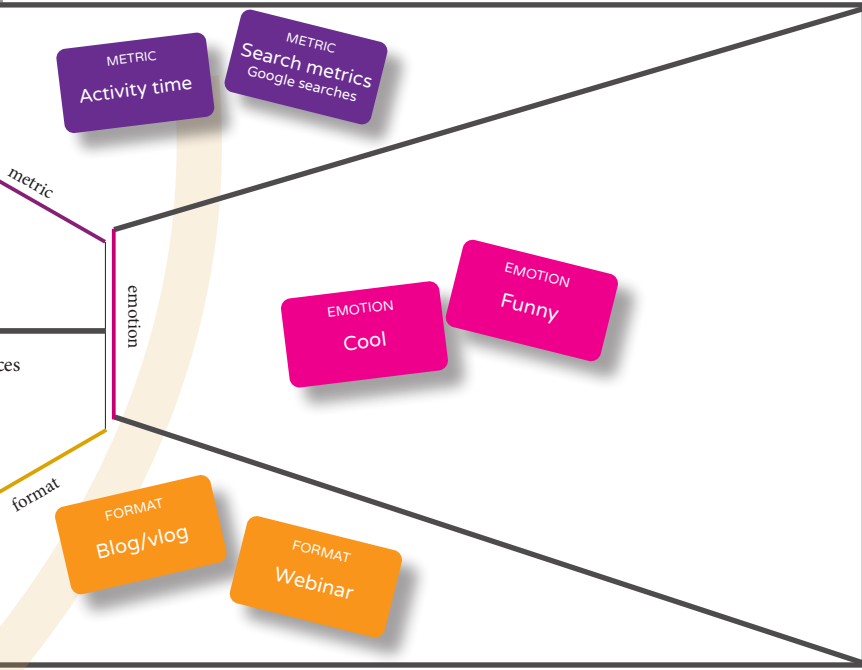 METRIC
Activity time
METRIC
Search metrics
Google searches
metric
emotion
EMOTION
Cool
EMOTION
Funny
ces
format
FORMAT
Blog/vlog
FORMAT
Webinar